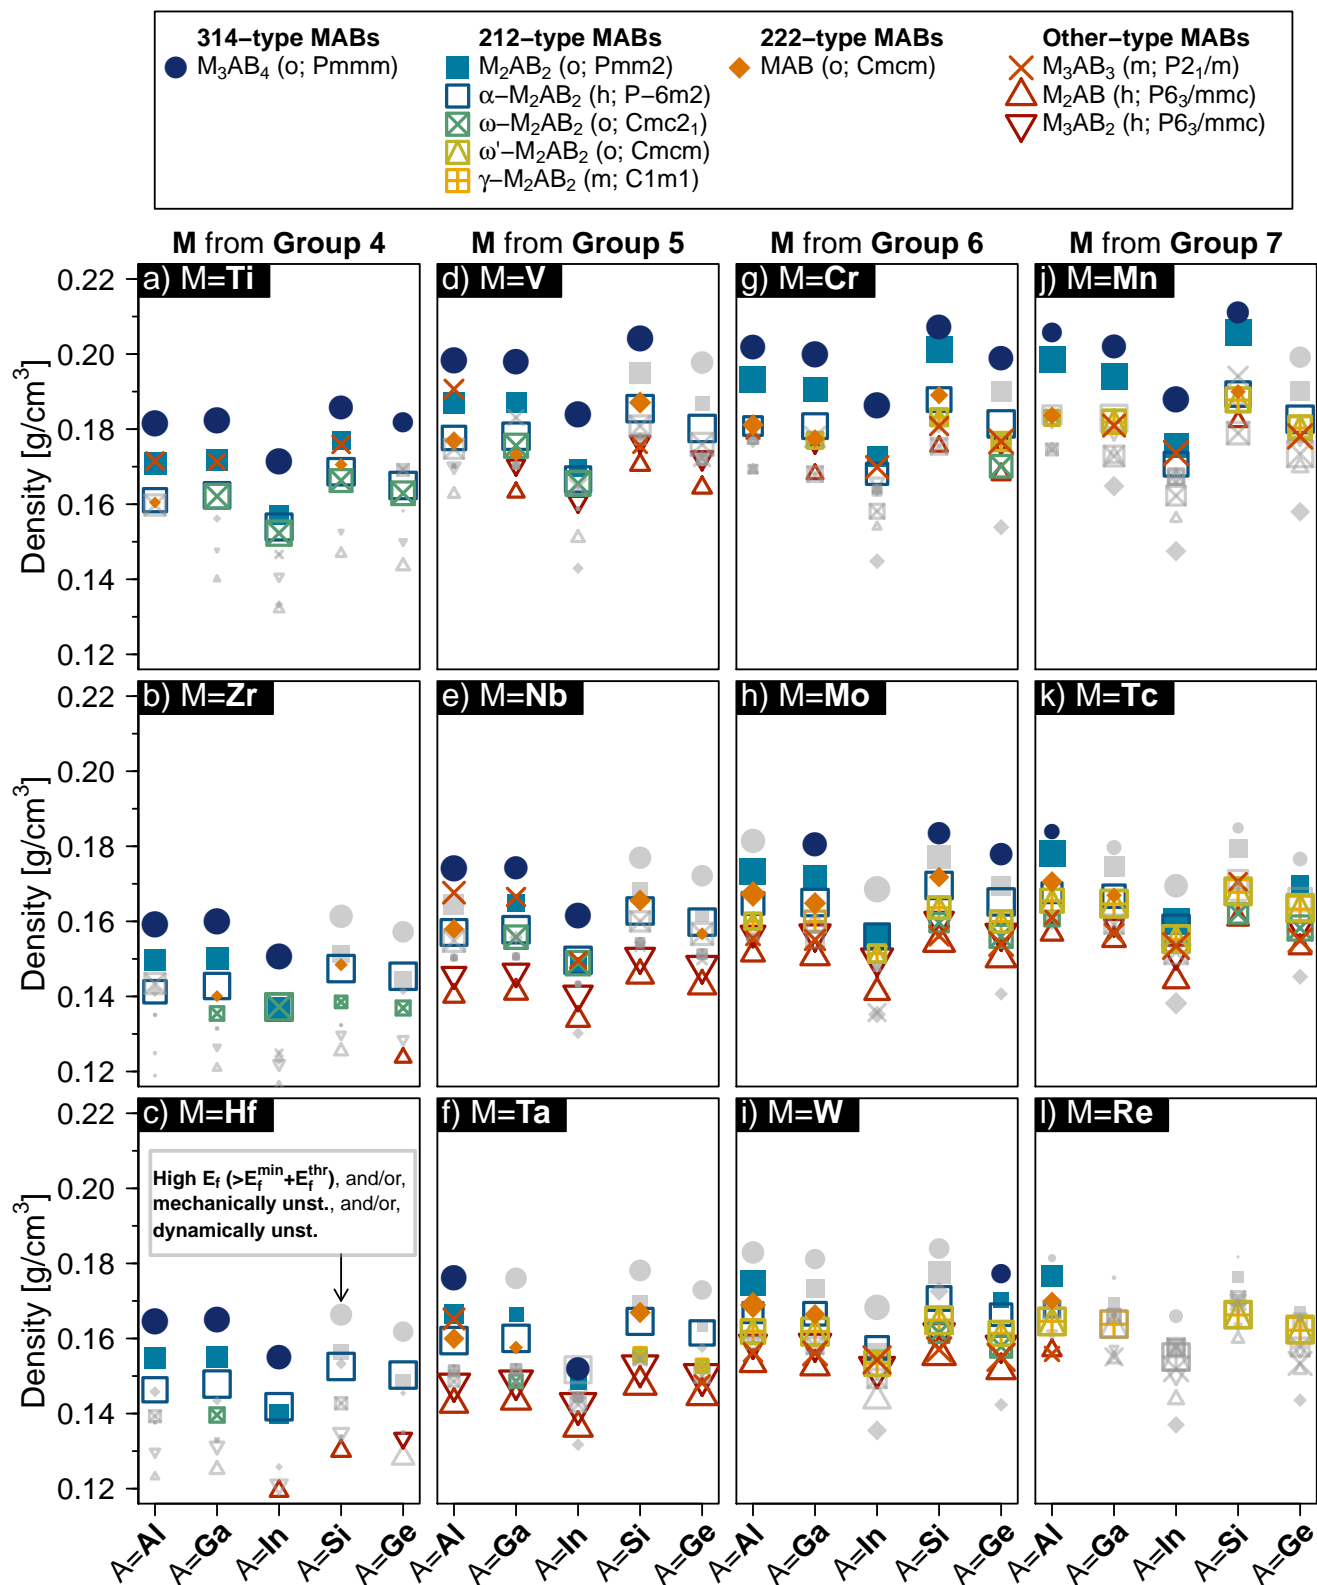 314−type MABs
M₃AB₄ (o; Pmmm)
212−type MABs
M₂AB₂ (o; Pmm2)
α−M₂AB₂ (h; P−6m2)
ω−M₂AB₂ (o; Cmc2₁)
ω'−M₂AB₂ (o; Cmcm)
γ−M₂AB₂ (m; C1m1)
222−type MABs
MAB (o; Cmcm)
Other−type MABs
M₃AB₃ (m; P2₁/m)
M₂AB (h; P6₃/mmc)
M₃AB₂ (h; P6₃/mmc)
M from Group 4
M from Group 5
M from Group 6
M from Group 7
a) M=Ti
d) M=V
g) M=Cr
j) M=Mn
Density [g/cm³]
0.22
0.20
0.18
0.16
0.14
0.12
b) M=Zr
e) M=Nb
h) M=Mo
k) M=Tc
Density [g/cm³]
0.22
0.20
0.18
0.16
0.14
0.12
c) M=Hf
f) M=Ta
i) M=W
l) M=Re
Density [g/cm³]
0.22
0.20
0.18
0.16
0.14
0.12
High E_f (>E_f^min+E_f^thr), and/or,
mechanically unst., and/or,
dynamically unst.
A=Al
A=Ga
A=In
A=Si
A=Ge
A=Al
A=Ga
A=In
A=Si
A=Ge
A=Al
A=Ga
A=In
A=Si
A=Ge
A=Al
A=Ga
A=In
A=Si
A=Ge